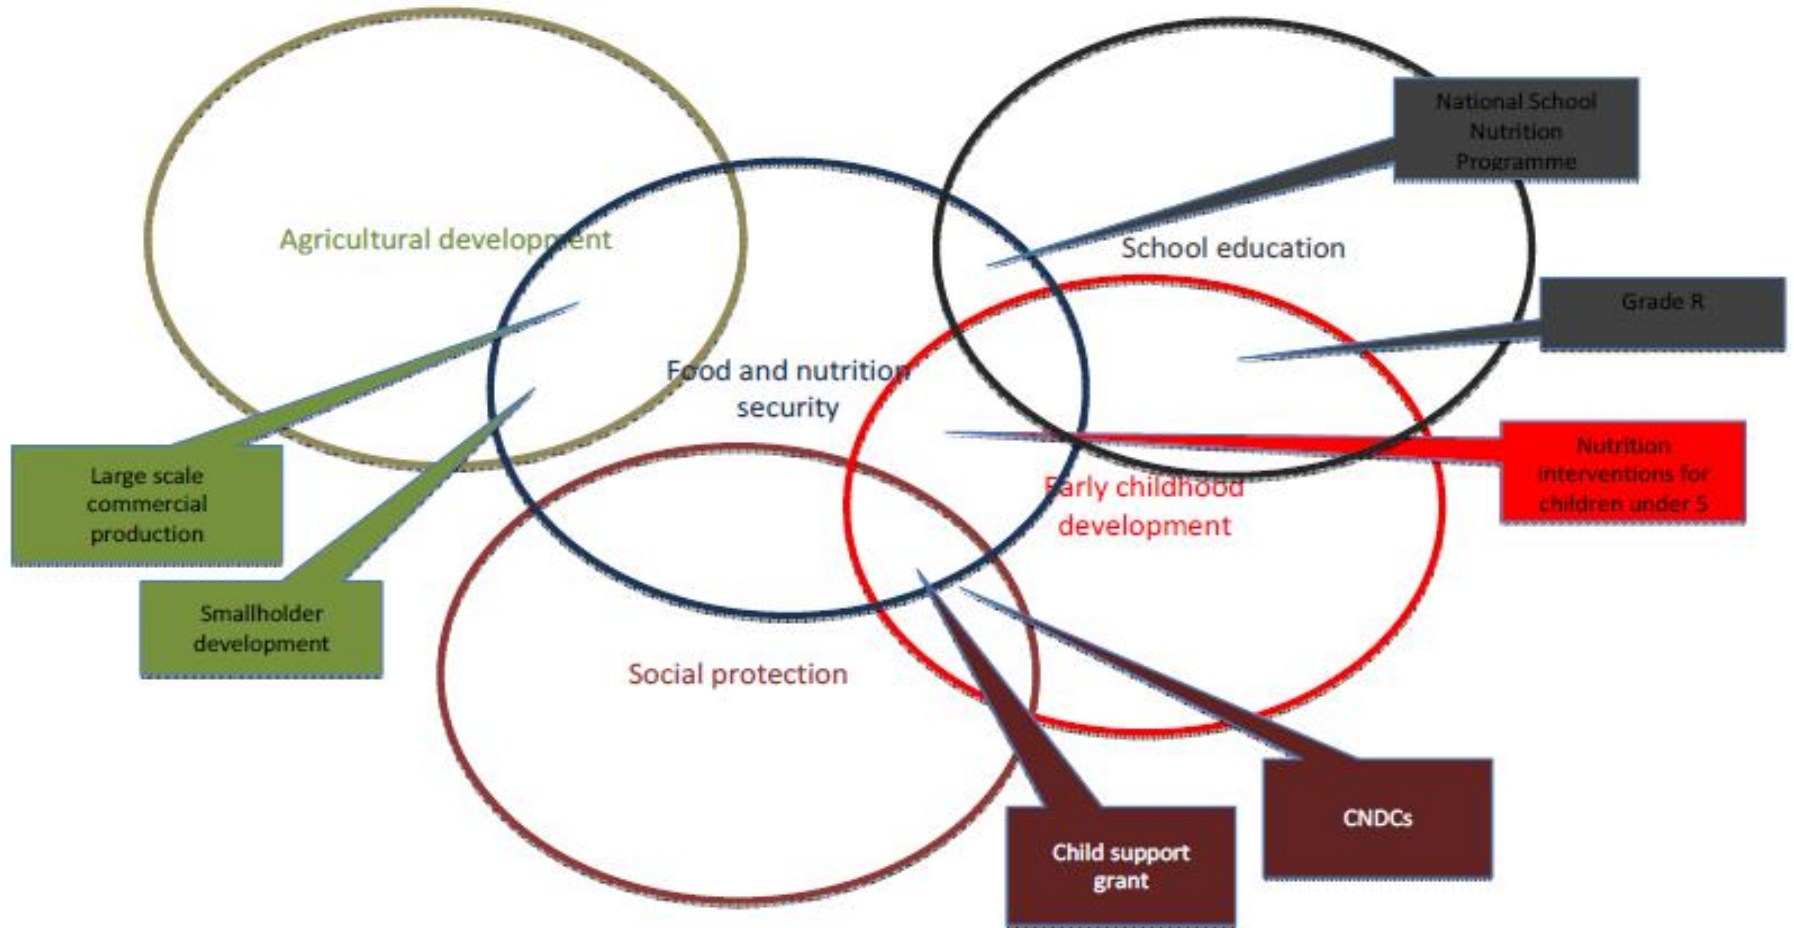 National School
Nutrition
Programme
Agricultural development
School education
Grade R
Food and nutrition
security
Nutrition
interventions for
children under 5
Large scale
commercial
production
Early childhood
development
Smallholder
development
Social protection
CNDCs
Child support
grant